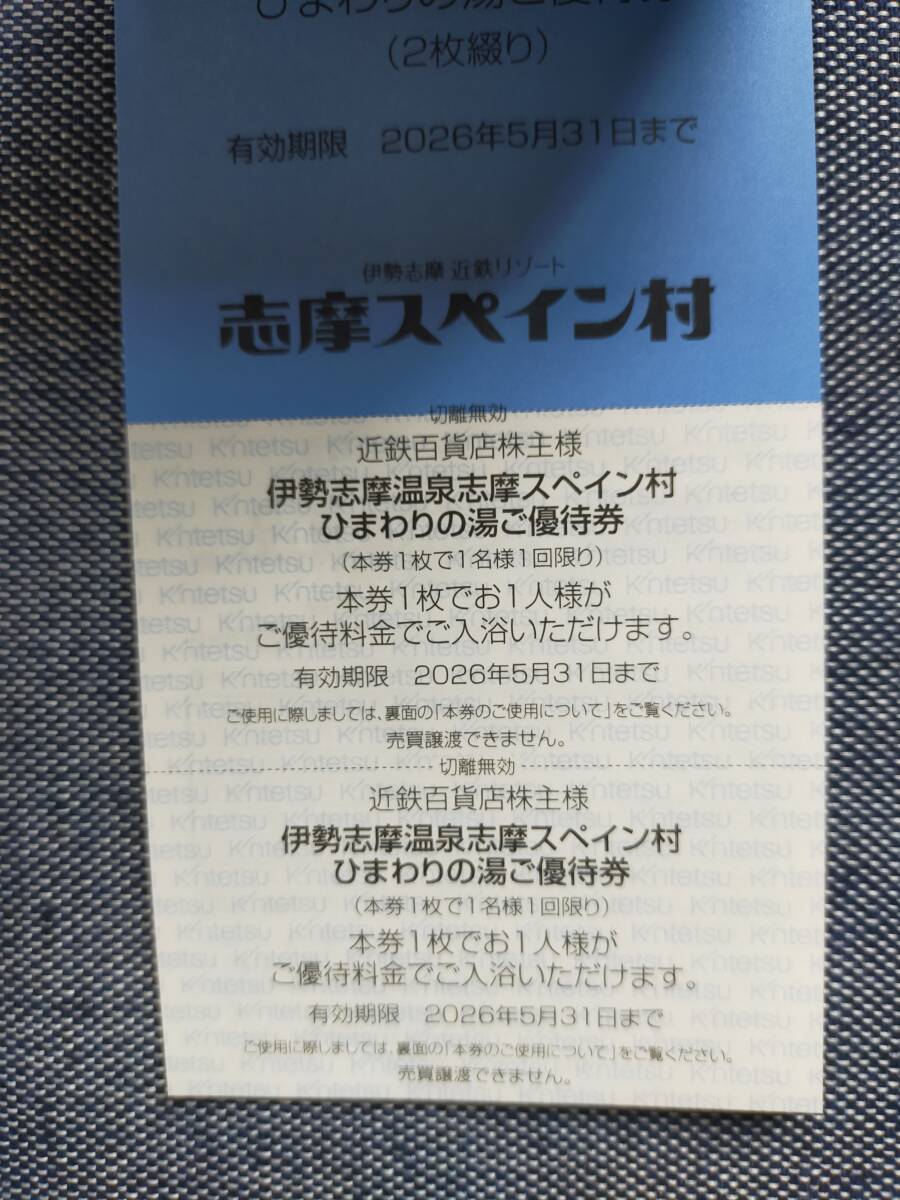 ひまわりの湯ご優待券
(2枚綴り)
有効期限 2026年5月31日まで
伊勢志摩 近鉄リゾート
志摩スペイン村
切離無効
近鉄百貨店株主様
伊勢志摩温泉志摩スペイン村
ひまわりの湯ご優待券
(本券1枚で1名様1回限り)
本券1枚でお1人様が
ご優待料金でご入浴いただけます。
有効期限 2026年5月31日まで
ご使用に際しましては、裏面の「本券のご使用について」をご覧ください。
売買譲渡できません。
切離無効
近鉄百貨店株主様
伊勢志摩温泉志摩スペイン村
ひまわりの湯ご優待券
(本券1枚で1名様1回限り)
本券1枚でお1人様が
ご優待料金でご入浴いただけます。
有効期限 2026年5月31日まで
ご使用に際しましては、裏面の「本券のご使用について」をご覧ください。
売買譲渡できません。